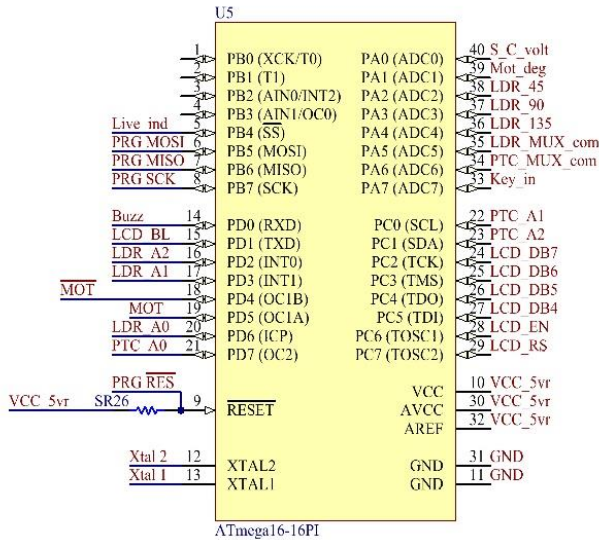 U5
1 PB0 (XCK/T0) PA0 (ADC0) 40 S_C_volt
2 PB1 (T1) PA1 (ADC1) 39 Mot_deg
3 PB2 (AIN0/INT2) PA2 (ADC2) 38 LDR_45
4 PB3 (AIN1/OC0) PA3 (ADC3) 37 LDR_90
Live_ind 5 PB4 (SS) PA4 (ADC4) 36 LDR_135
PRG MOSI 6 PB5 (MOSI) PA5 (ADC5) 35 LDR_MUX_com
PRG MISO 7 PB6 (MISO) PA6 (ADC6) 34 PTC_MUX_com
PRG SCK 8 PB7 (SCK) PA7 (ADC7) 33 Key_in
Buzz 14 PD0 (RXD) PC0 (SCL) 22 PTC_A1
LCD_BL 15 PD1 (TXD) PC1 (SDA) 23 PTC_A2
LDR_A2 16 PD2 (INT0) PC2 (TCK) 24 LCD_DB7
LDR_A1 17 PD3 (INT1) PC3 (TMS) 25 LCD_DB6
MOT 18 PD4 (OC1B) PC4 (TDO) 26 LCD_DB5
MOT 19 PD5 (OC1A) PC5 (TDI) 27 LCD_DB4
LDR_A0 20 PD6 (ICP) PC6 (TOSC1) 28 LCD_EN
PTC_A0 21 PD7 (OC2) PC7 (TOSC2) 29 LCD_RS
PRG RES
VCC 10 VCC_5vr
VCC_5vr SR26 9 RESET AVCC 30 VCC_5vr
AREF 32 VCC_5vr
Xtal 2 12 XTAL2 GND 31 GND
Xtal 1 13 XTAL1 GND 11 GND
ATmega16-16PI